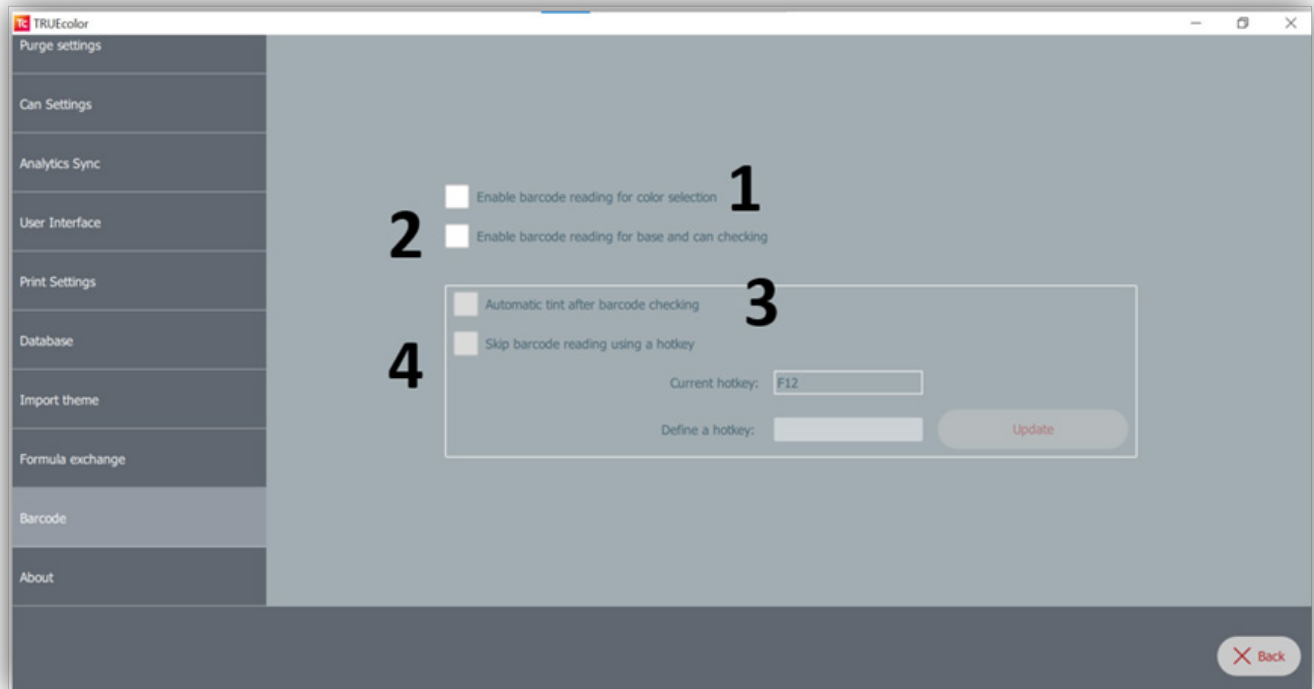 Tc TRUEcolor
Purge settings
Can Settings
Analytics Sync
User Interface
Print Settings
Database
Import theme
Formula exchange
Barcode
About
Enable barcode reading for color selection 1
2 Enable barcode reading for base and can checking
Automatic tint after barcode checking 3
4 Skip barcode reading using a hotkey
Current hotkey: F12
Define a hotkey: Update
Back